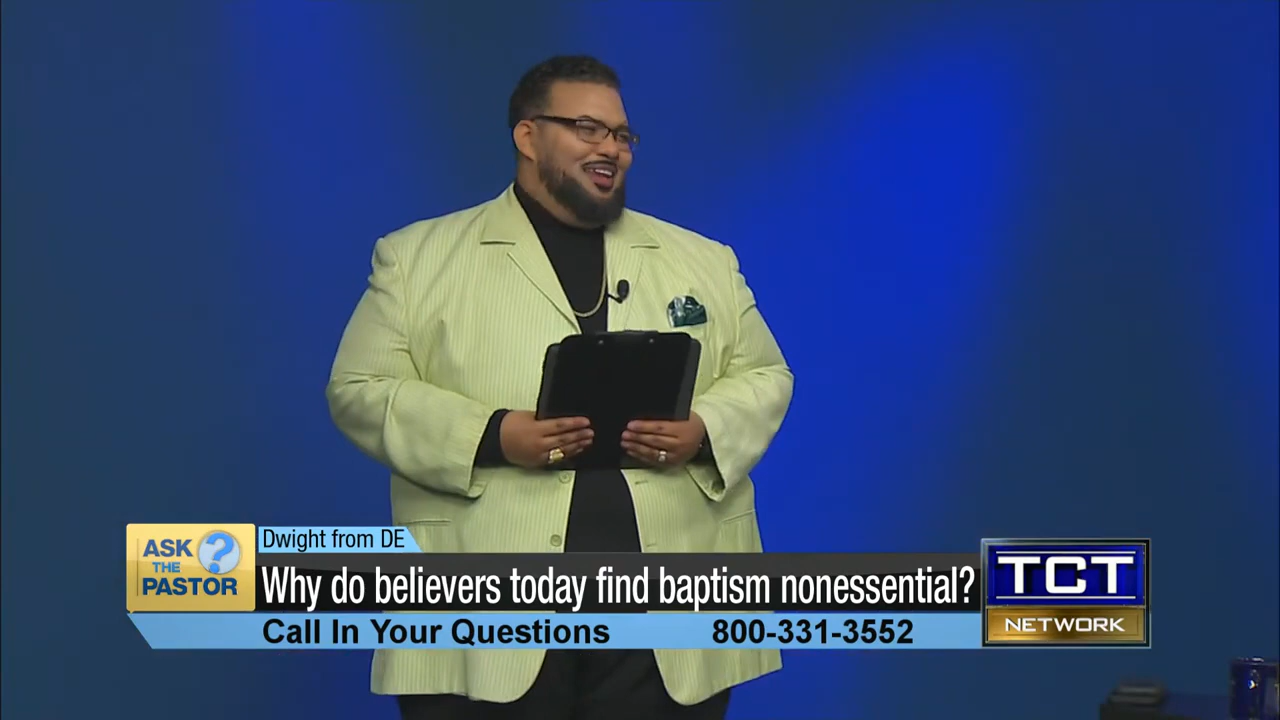 Dwight from DE
ASK ?
THE
PASTOR
Why do believers today find baptism nonessential?
Call In Your Questions 800-331-3552
TCT
NETWORK